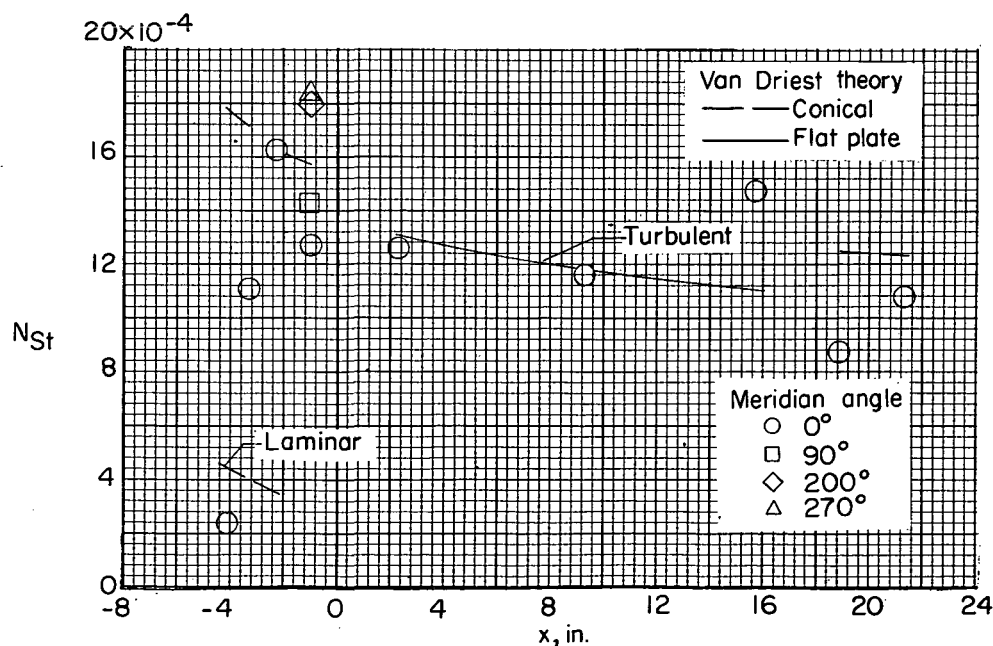 20×10⁻⁴
Van Driest theory
Conical
Flat plate
16
Turbulent
12
NSt
8
Meridian angle
0°
90°
200°
270°
Laminar
4
0
-8 -4 0 4 8 12 16 20 24
x, in.